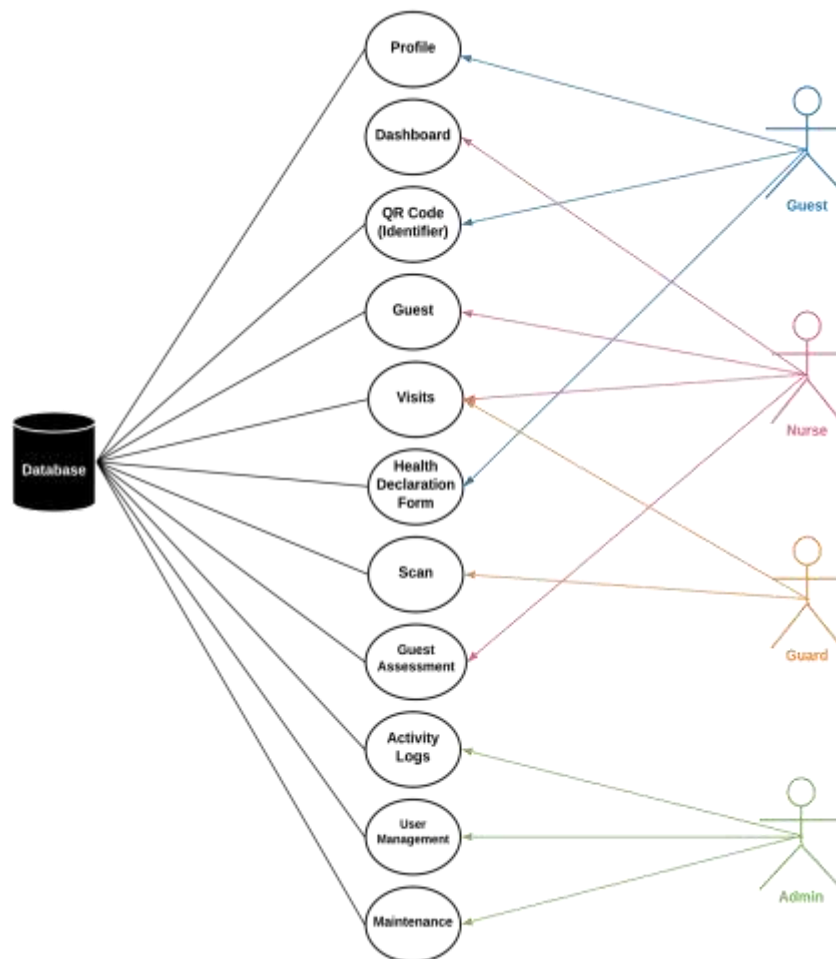 Profile
Dashboard
QR Code
(Identifier)
Guest
Visits
Health
Declaration
Form
Scan
Guest
Assessment
Activity
Logs
User
Management
Maintenance
Database
Guest
Nurse
Guard
Admin